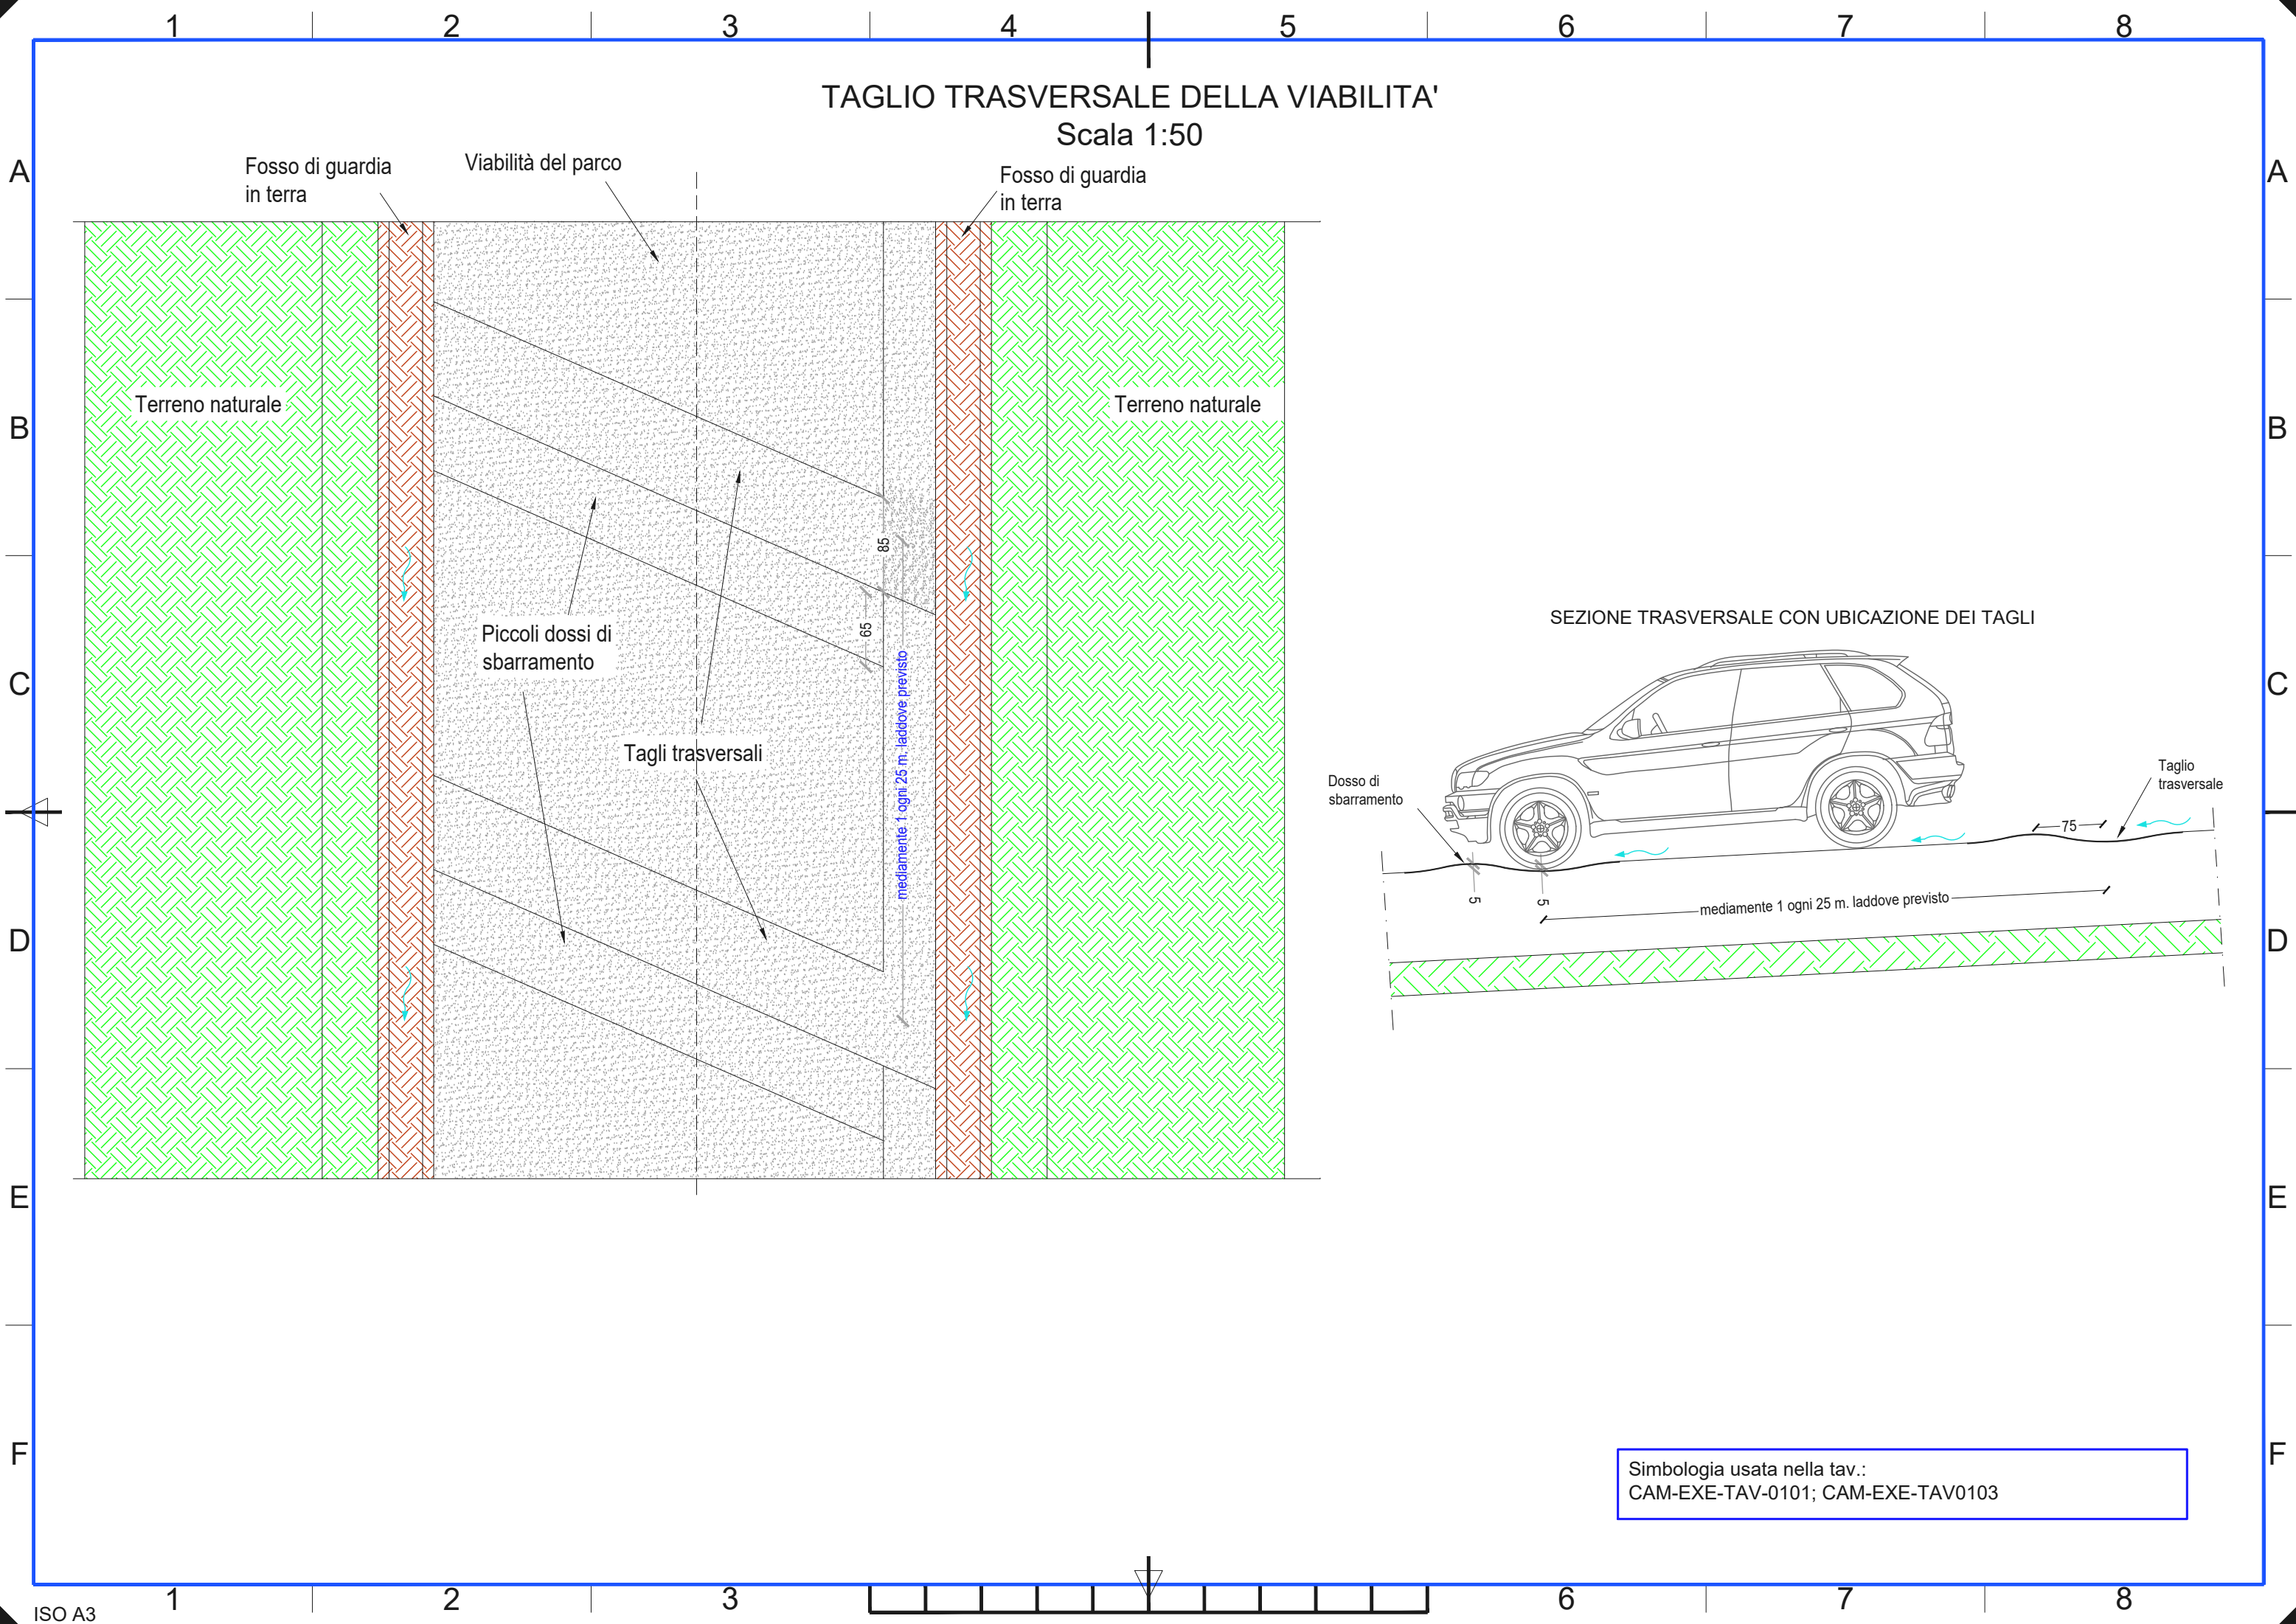 1 2 3 4 5 6 7 8
TAGLIO TRASVERSALE DELLA VIABILITA'
Scala 1:50
A
A
Fosso di guardia
in terra
Viabilità del parco
Fosso di guardia
in terra
B
B
Terreno naturale
Terreno naturale
85
65
mediamente 1 ogni 25 m. laddove previsto
C
C
Piccoli dossi di
sbarramento
Tagli trasversali
SEZIONE TRASVERSALE CON UBICAZIONE DEI TAGLI
Dosso di
sbarramento
Taglio
trasversale
75
5
5
mediamente 1 ogni 25 m. laddove previsto
D
D
E
E
F
F
Simbologia usata nella tav.:
CAM-EXE-TAV-0101; CAM-EXE-TAV0103
1 2 3 6 7 8
ISO A3